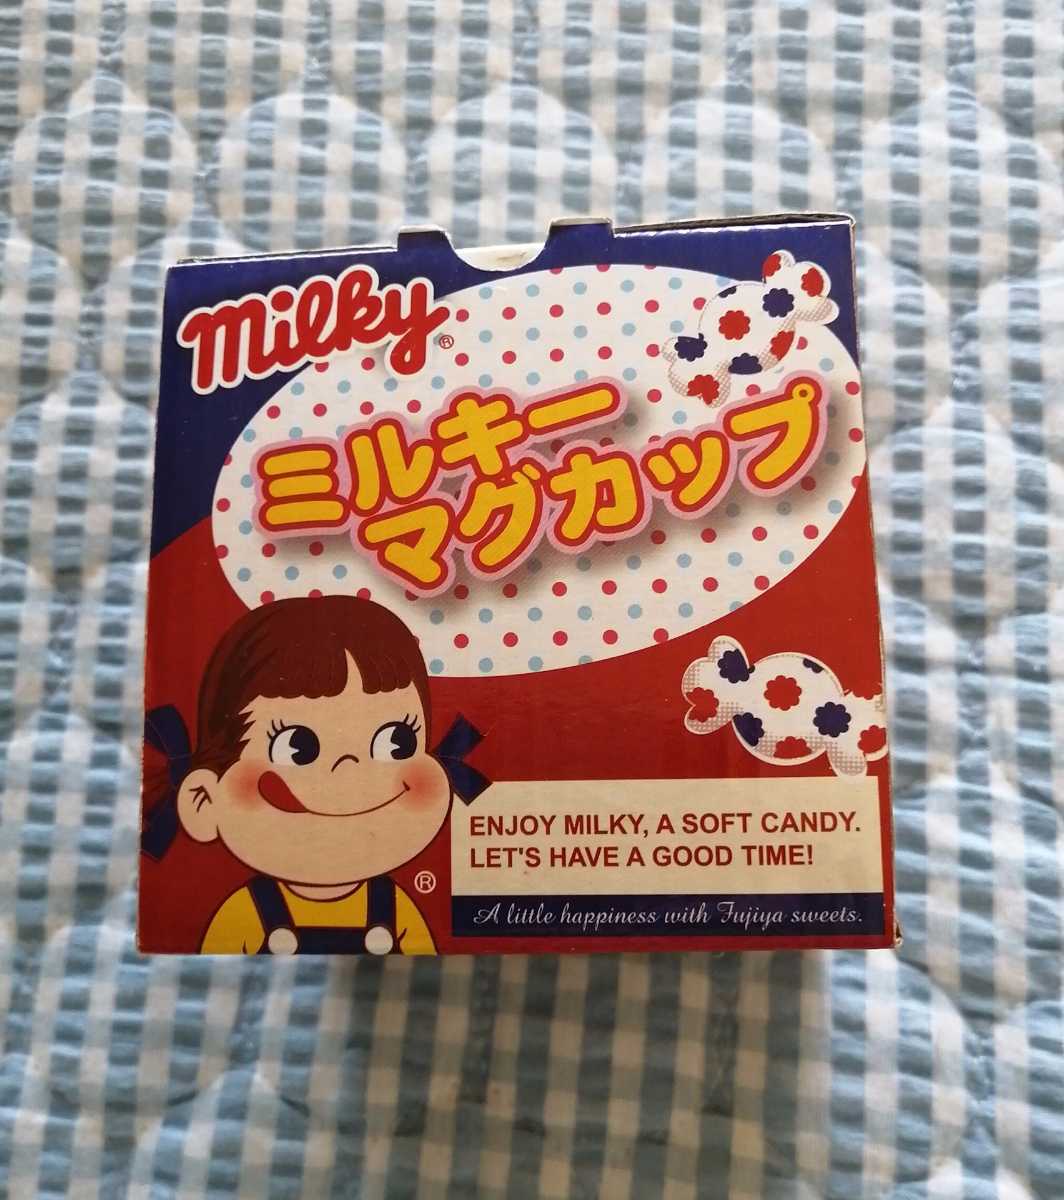 milky®
ミルキー
マグカップ
ENJOY MILKY, A SOFT CANDY.
LET'S HAVE A GOOD TIME!
®
A little happiness with Fujiya sweets.